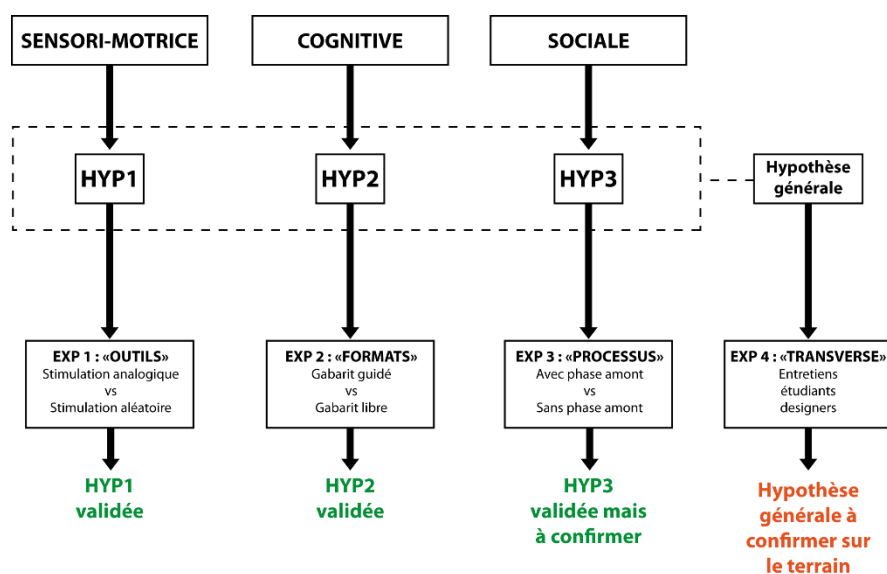 SENSORI-MOTRICE
COGNITIVE
SOCIALE
HYP1
HYP2
HYP3
Hypothèse
générale
EXP 1 : «OUTILS»
Stimulation analogique
vs
Stimulation aléatoire
EXP 2 : «FORMATS»
Gabarit guidé
vs
Gabarit libre
EXP 3 : «PROCESSUS»
Avec phase amont
vs
Sans phase amont
EXP 4 : «TRANSVERSE»
Entretiens
étudiants
designers
HYP1
validée
HYP2
validée
HYP3
validée mais
à confirmer
Hypothèse
générale à
confirmer sur
le terrain